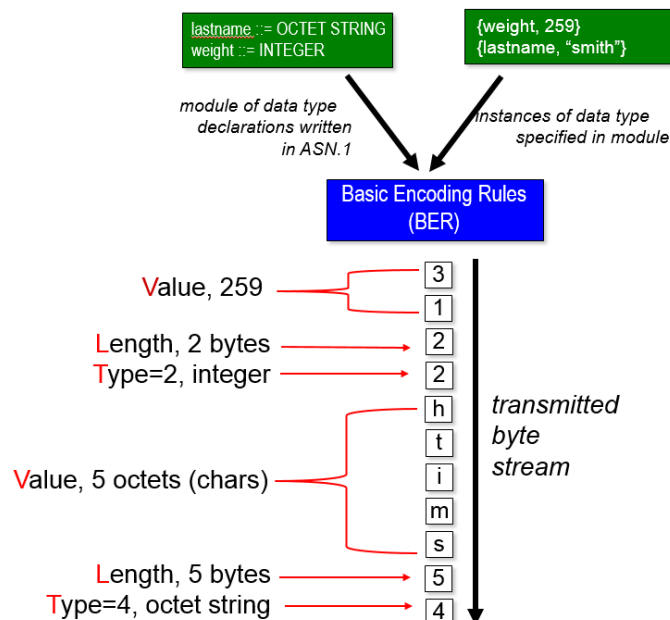 lastname ::= OCTET STRING
weight ::= INTEGER
{weight, 259}
{lastname, “smith”}
module of data type
declarations written
in ASN.1
instances of data type
specified in module
Basic Encoding Rules
(BER)
Value, 259
3
1
Length, 2 bytes
2
Type=2, integer
2
h
t
Value, 5 octets (chars)
i
m
s
Length, 5 bytes
5
Type=4, octet string
4
transmitted
byte
stream